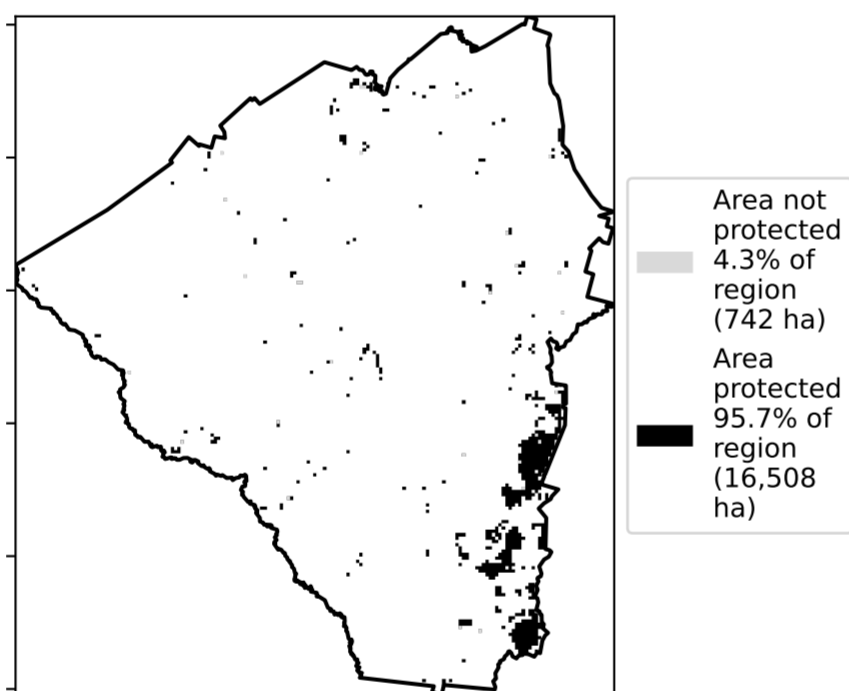 Area not
protected
4.3% of
region
(742 ha)
Area
protected
95.7% of
region
(16,508
ha)